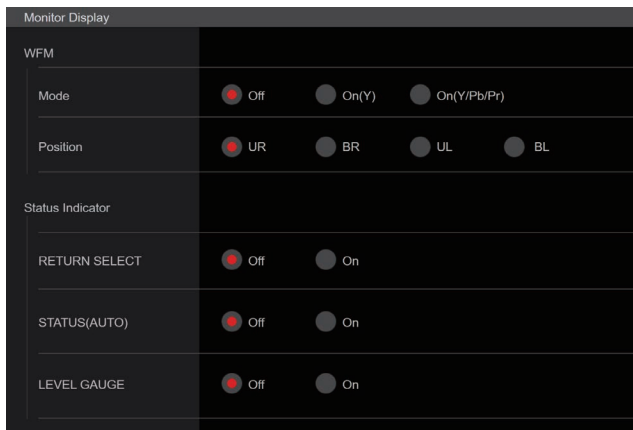 Monitor Display
WFM
Mode Off On(Y) On(Y/Pb/Pr)
Position UR BR UL BL
Status Indicator
RETURN SELECT Off On
STATUS(AUTO) Off On
LEVEL GAUGE Off On